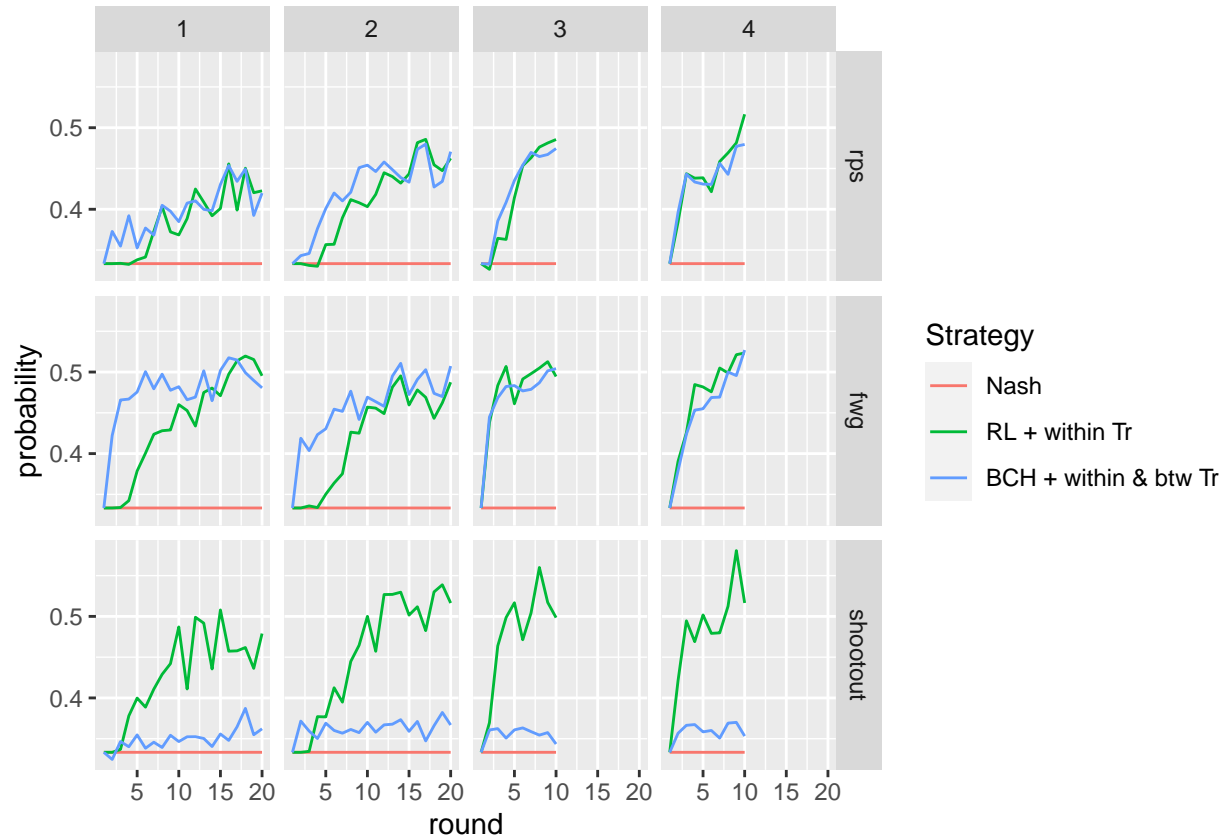 1 2 3 4
0.5
0.4
rps
0.5
0.4
fwg
0.5
0.4
shootout
probability
5 10 15 20 5 10 15 20 5 10 15 20 5 10 15 20
round
Strategy
Nash
RL + within Tr
BCH + within & btw Tr